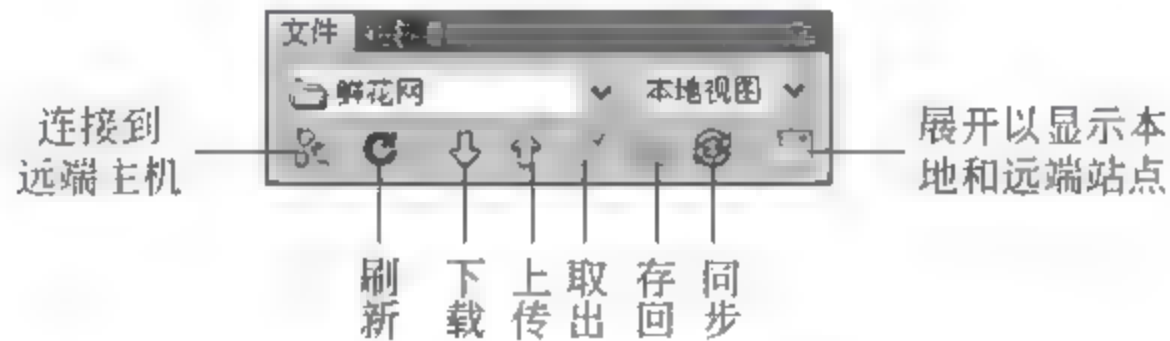 文件
鲜花网
本地视图
连接到
远端主机
展开以显示本
地和远端站点
刷新
下载
上传
取出
存回
同步